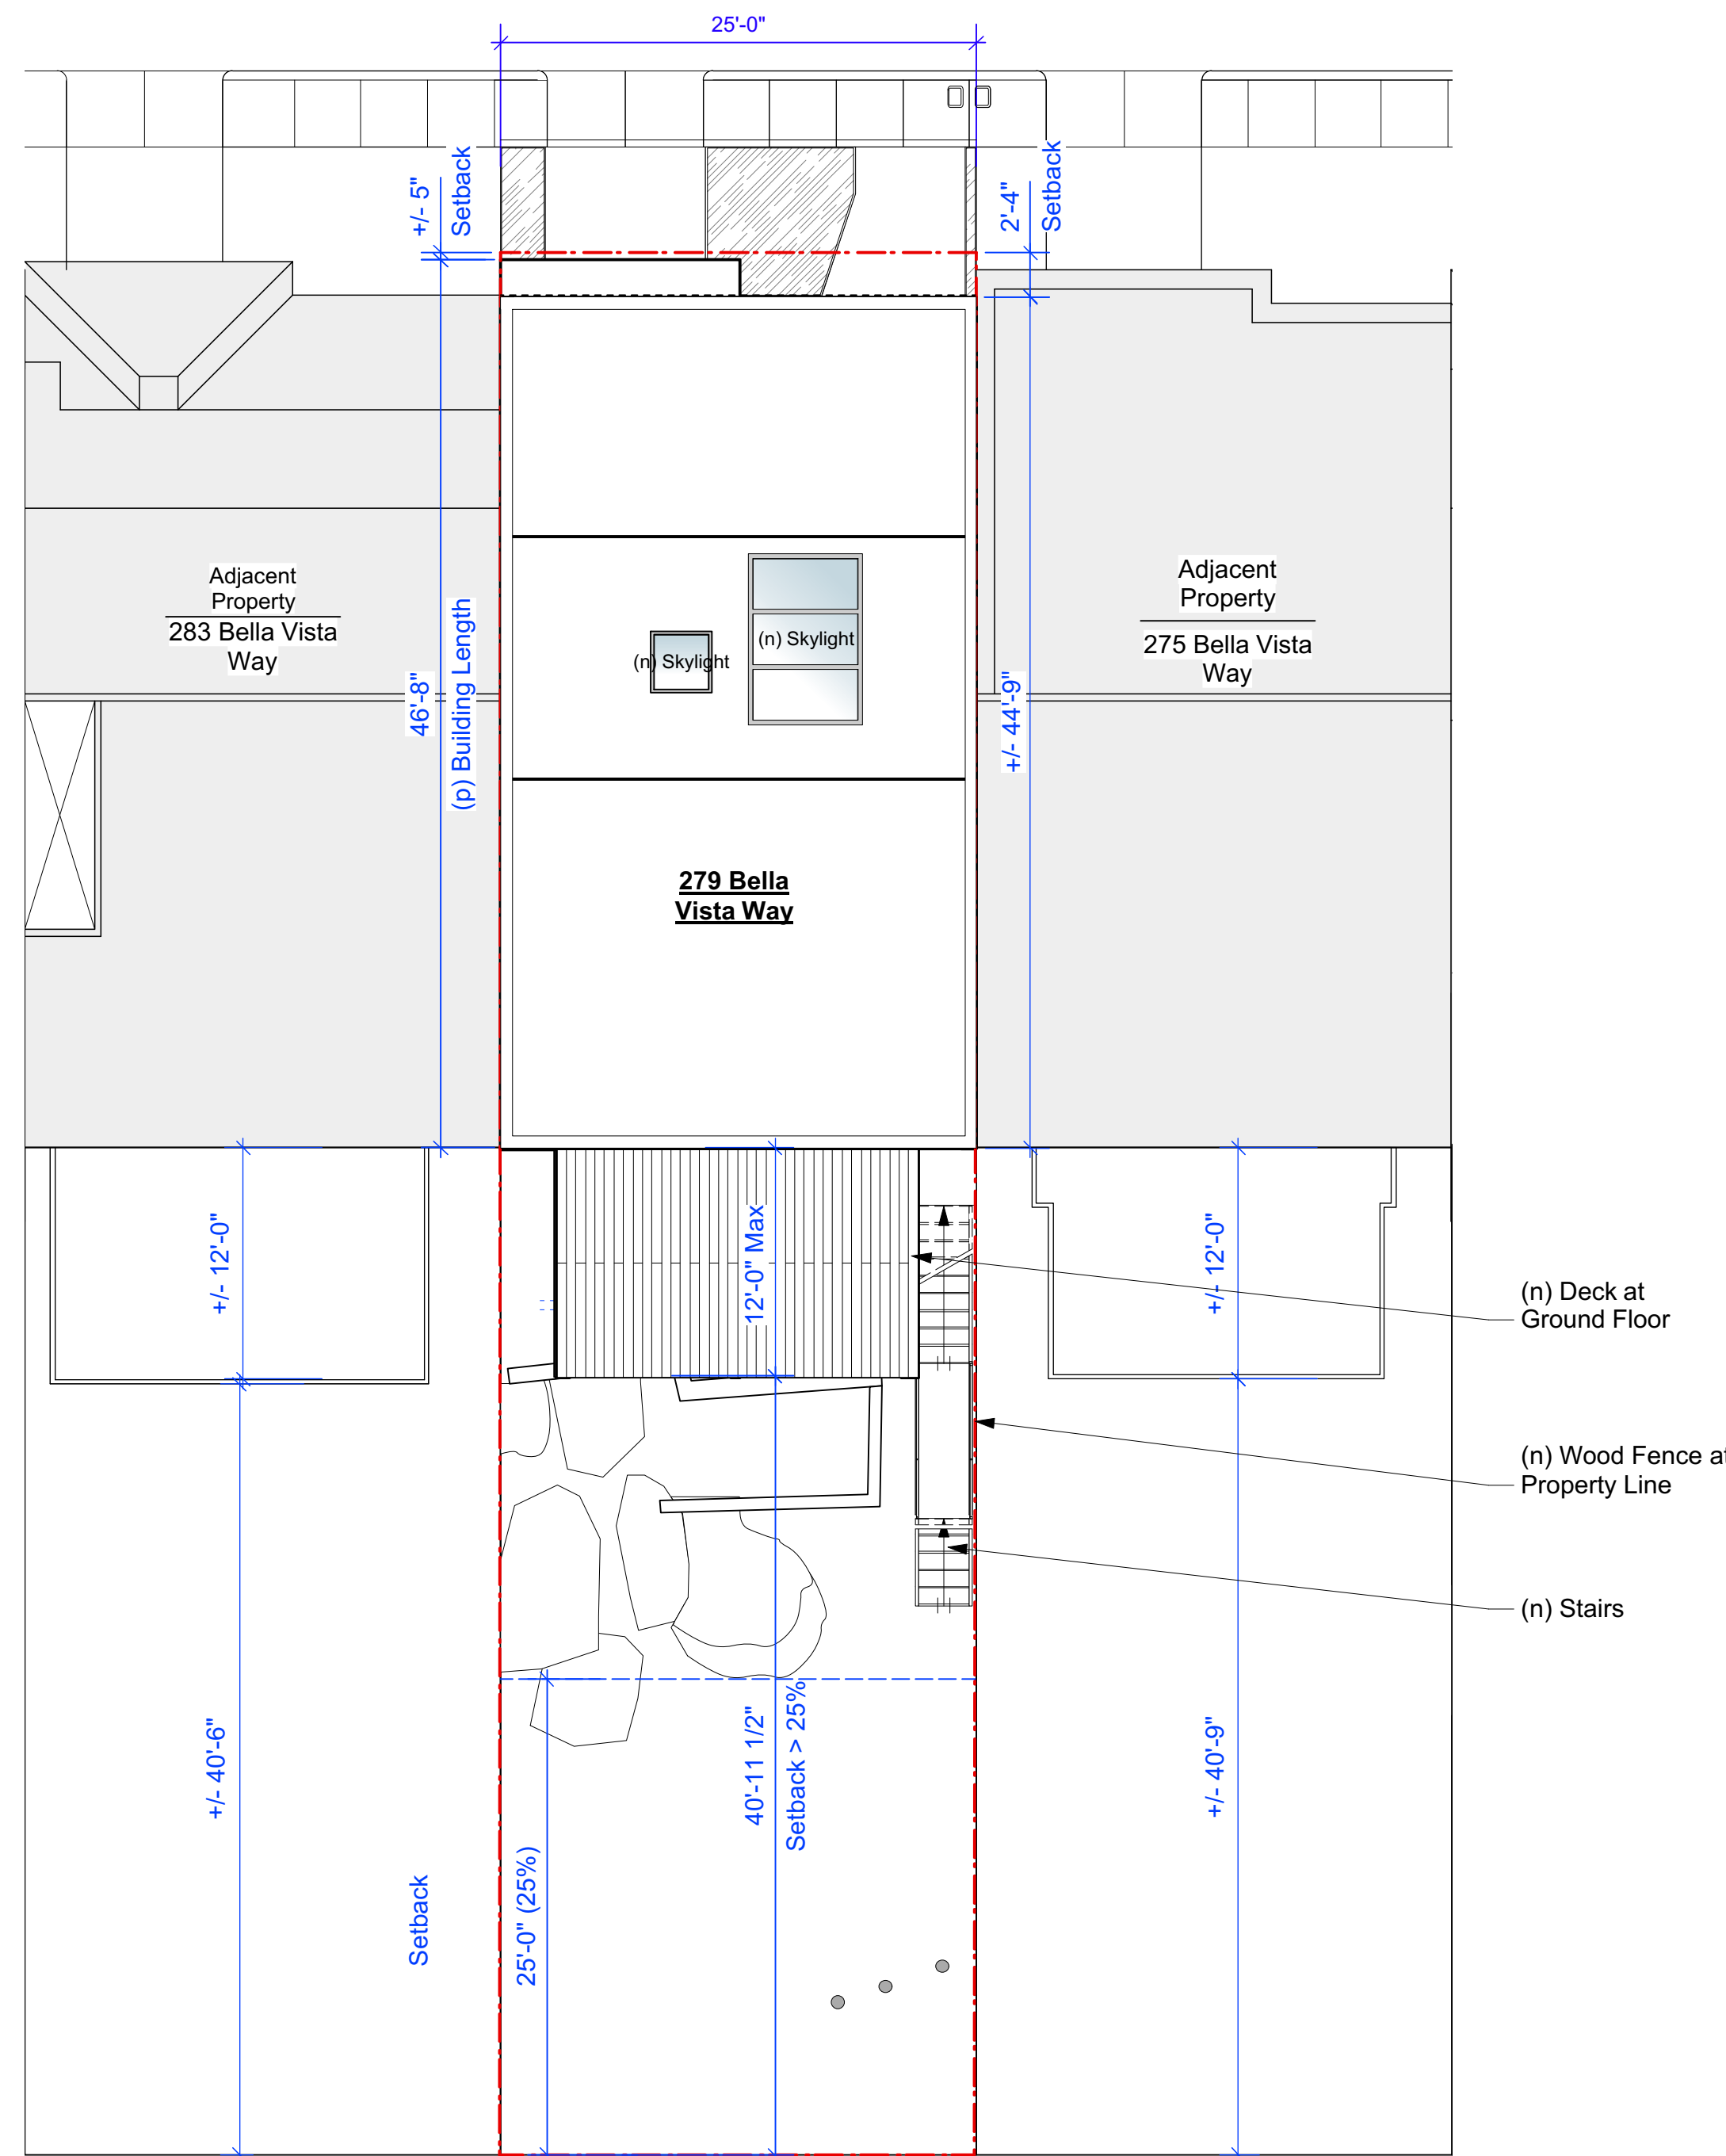 25'-0"
+/- 5"
Setback
2'-4"
Setback
Adjacent
Property
283 Bella Vista
Way
46'-8"
(p) Building Length
(n) Skylight
(n) Skylight
+/- 44'-9"
Adjacent
Property
275 Bella Vista
Way
279 Bella
Vista Way
+/- 12'-0"
12'-0" Max
+/- 12'-0"
(n) Deck at
Ground Floor
(n) Wood Fence at
Property Line
(n) Stairs
+/- 40'-6"
Setback
25'-0" (25%)
40'-11 1/2"
Setback > 25%
+/- 40'-9"